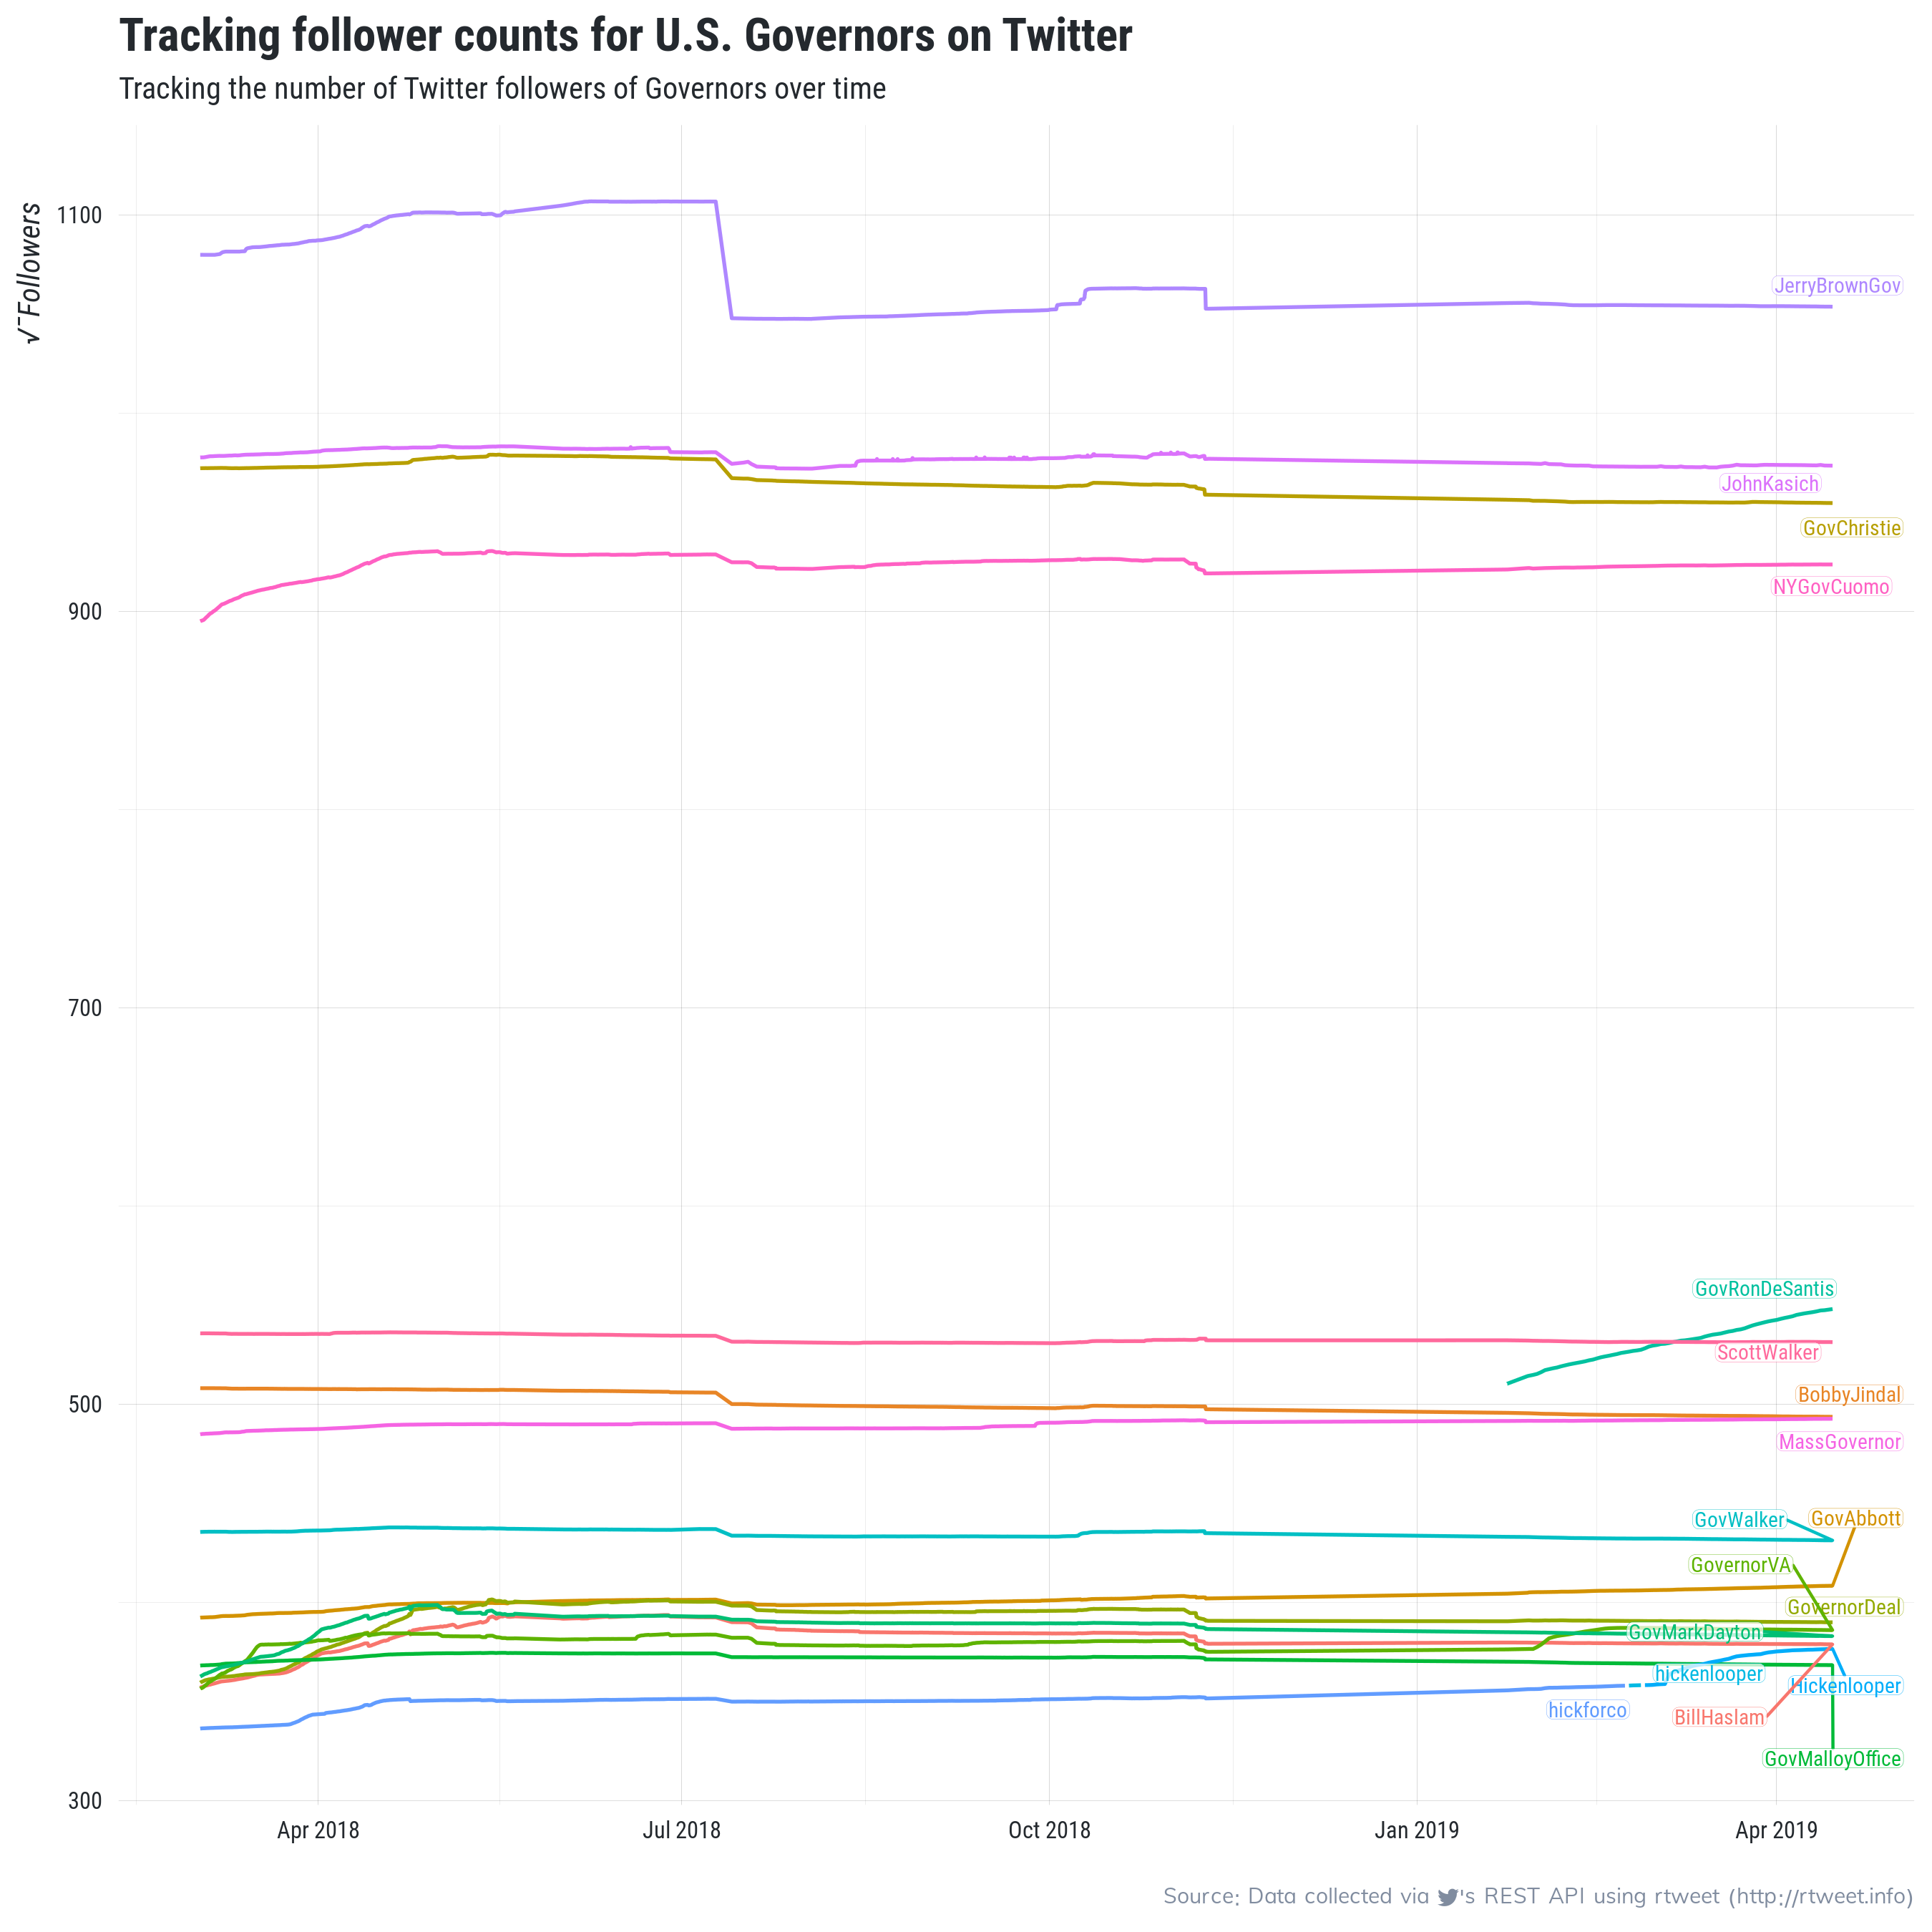 Tracking follower counts for U.S. Governors on Twitter
Tracking the number of Twitter followers of Governors over time
√‾Followers
1100
900
700
500
300
JerryBrownGov
JohnKasich
GovChristie
NYGovCuomo
GovRonDeSantis
ScottWalker
BobbyJindal
MassGovernor
GovWalker
GovAbbott
GovernorVA
GovernorDeal
GovMarkDayton
hickenlooper
Hickenlooper
hickforco
BillHaslam
GovMalloyOffice
Apr 2018
Jul 2018
Oct 2018
Jan 2019
Apr 2019
Source: Data collected via 's REST API using rtweet (http://rtweet.info)